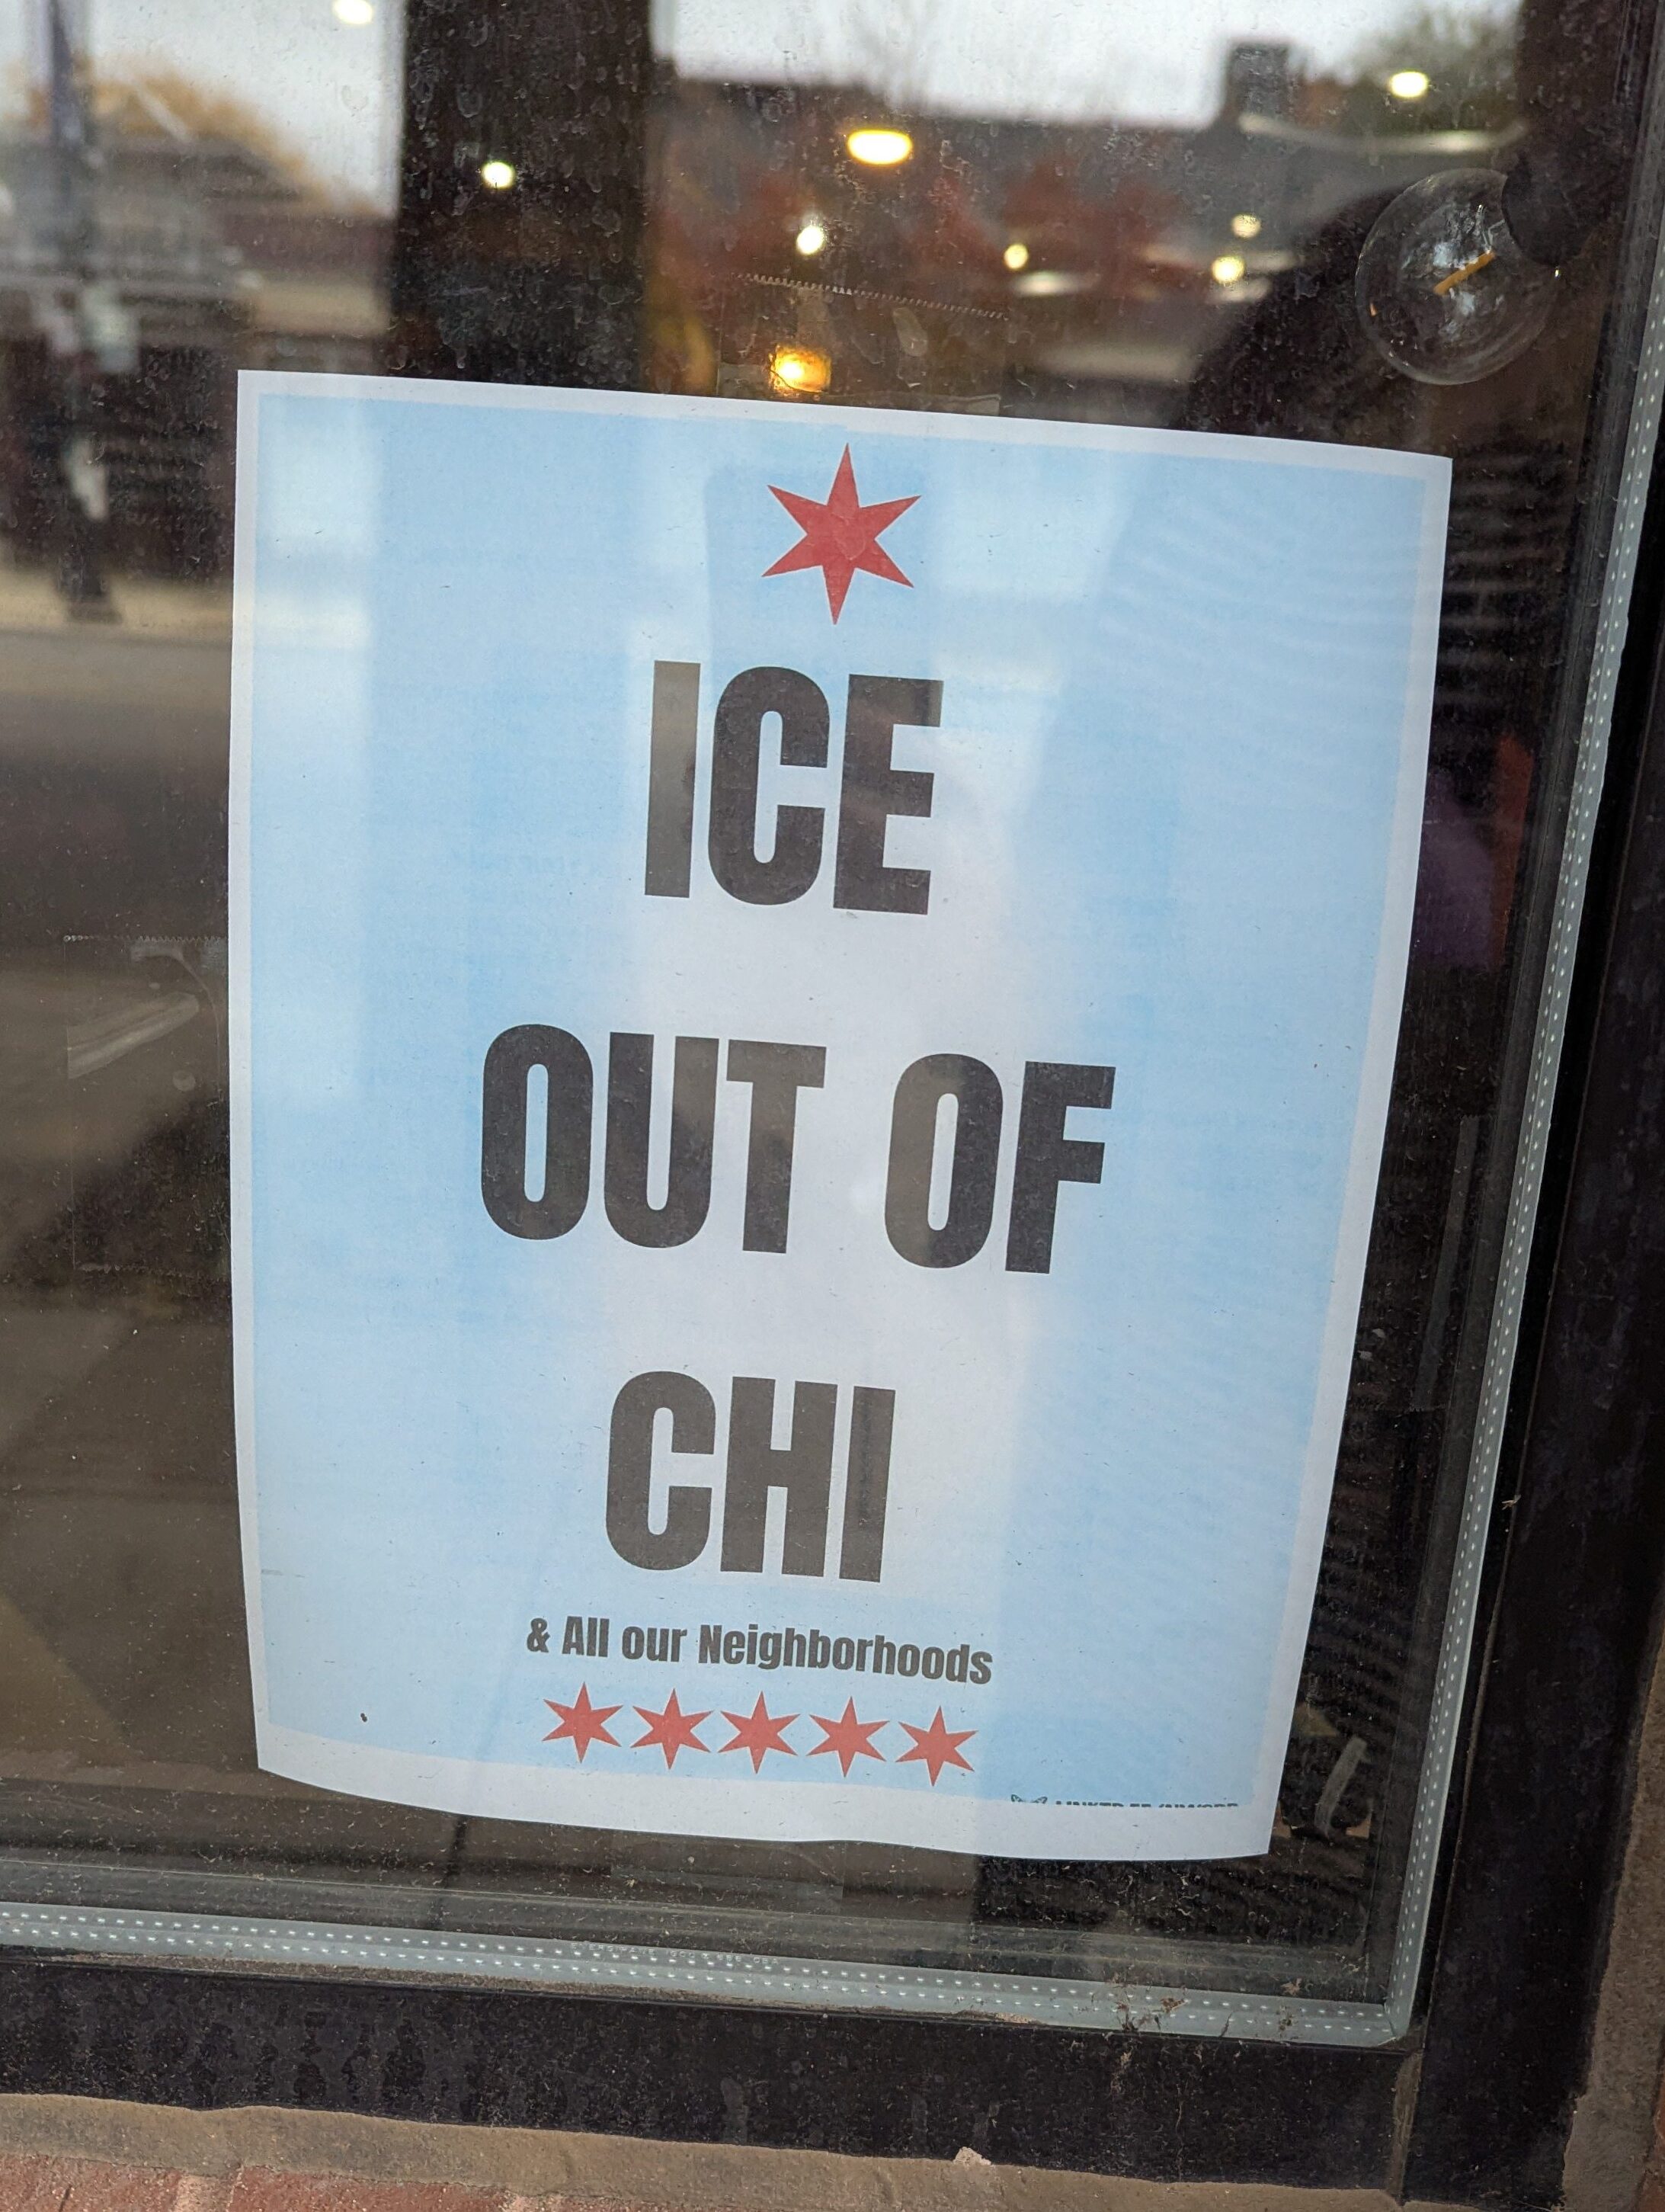 ICE
OUT OF
CHI
& All our Neighborhoods